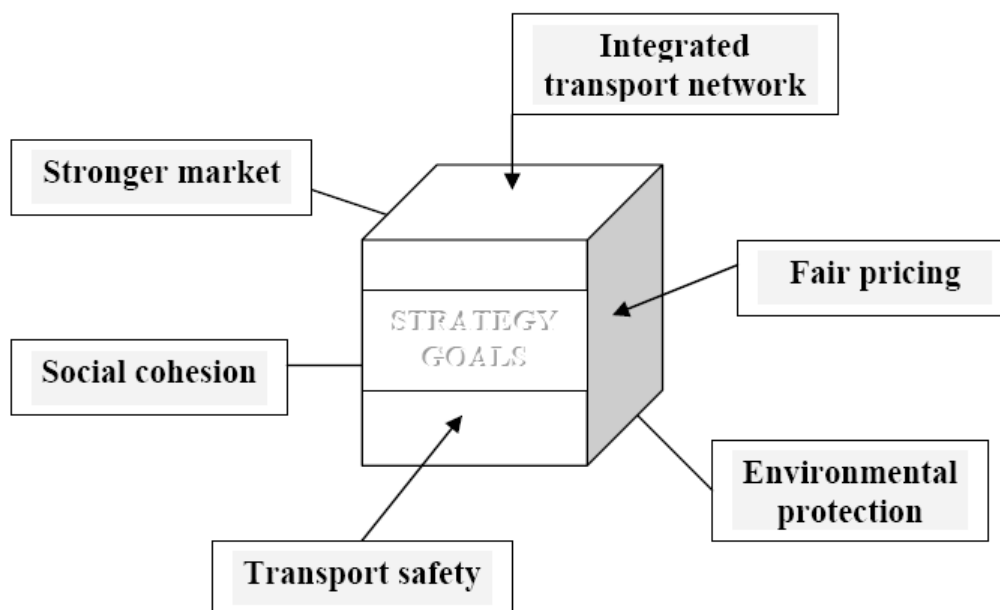 Integrated
transport network
Stronger market
Fair pricing
STRATEGY
GOALS
Social cohesion
Environmental
protection
Transport safety